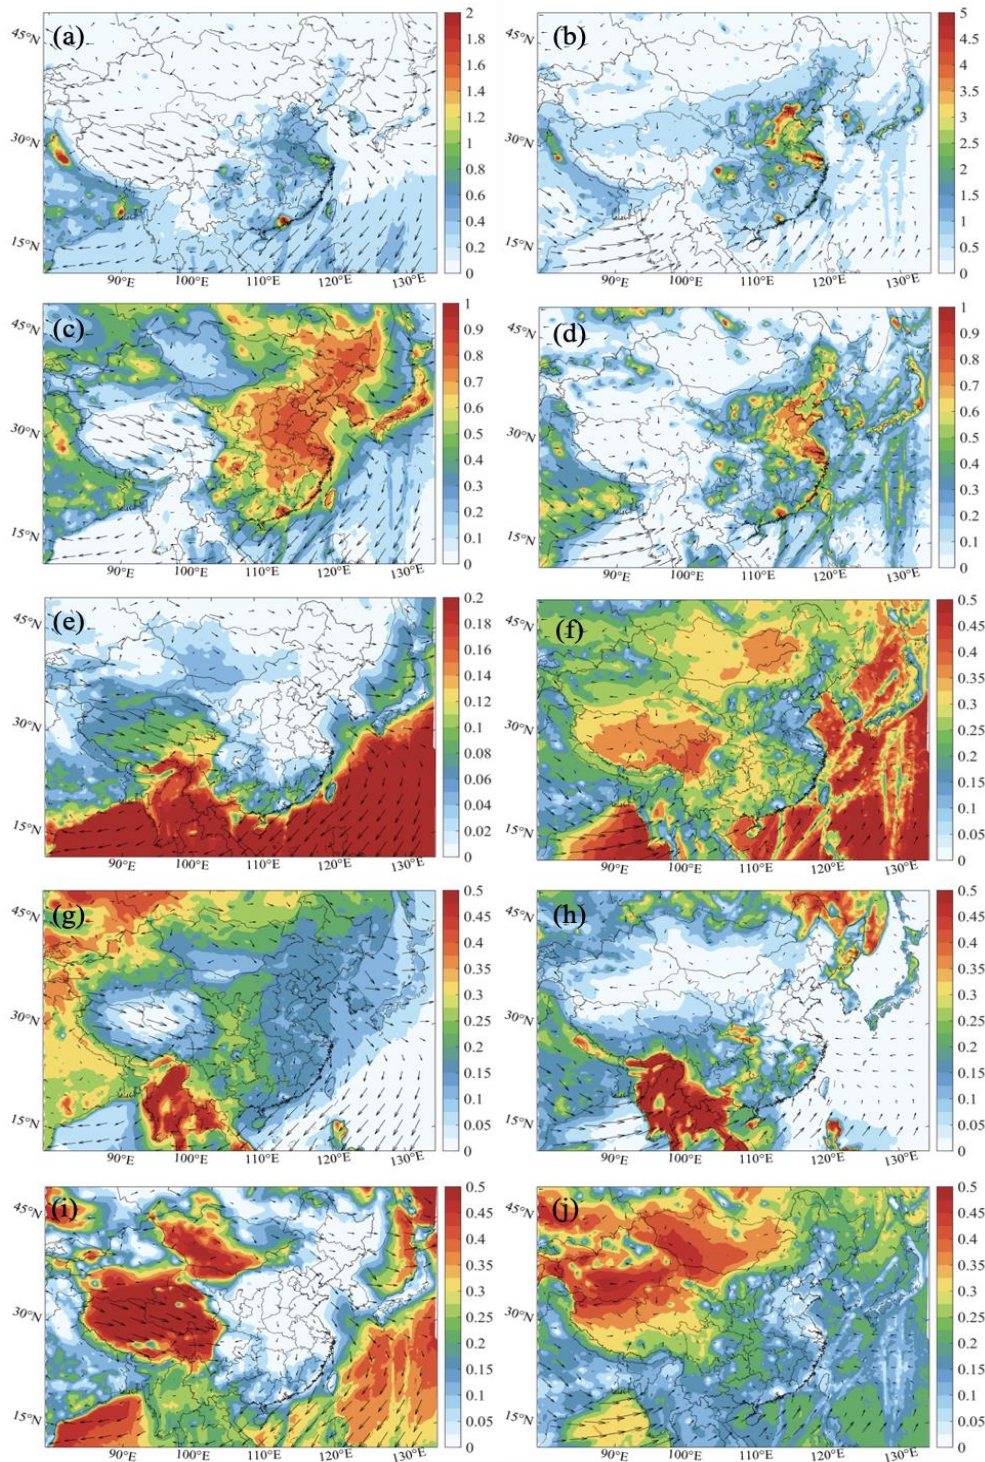 (a)
45°N
30°N
15°N
90°E 100°E 110°E 120°E 130°E
2
1.8
1.6
1.4
1.2
1
0.8
0.6
0.4
0.2
0
(b)
45°N
30°N
15°N
90°E 100°E 110°E 120°E 130°E
5
4.5
4
3.5
3
2.5
2
1.5
1
0.5
0
(c)
45°N
30°N
15°N
90°E 100°E 110°E 120°E 130°E
1
0.9
0.8
0.7
0.6
0.5
0.4
0.3
0.2
0.1
0
(d)
45°N
30°N
15°N
90°E 100°E 110°E 120°E 130°E
1
0.9
0.8
0.7
0.6
0.5
0.4
0.3
0.2
0.1
0
(e)
45°N
30°N
15°N
90°E 100°E 110°E 120°E 130°E
0.2
0.18
0.16
0.14
0.12
0.1
0.08
0.06
0.04
0.02
0
(f)
45°N
30°N
15°N
90°E 100°E 110°E 120°E 130°E
0.5
0.45
0.4
0.35
0.3
0.25
0.2
0.15
0.1
0.05
0
(g)
45°N
30°N
15°N
90°E 100°E 110°E 120°E 130°E
0.5
0.45
0.4
0.35
0.3
0.25
0.2
0.15
0.1
0.05
0
(h)
45°N
30°N
15°N
90°E 100°E 110°E 120°E 130°E
0.5
0.45
0.4
0.35
0.3
0.25
0.2
0.15
0.1
0.05
0
(i)
45°N
30°N
15°N
90°E 100°E 110°E 120°E 130°E
0.5
0.45
0.4
0.35
0.3
0.25
0.2
0.15
0.1
0.05
0
(j)
45°N
30°N
15°N
90°E 100°E 110°E 120°E 130°E
0.5
0.45
0.4
0.35
0.3
0.25
0.2
0.15
0.1
0.05
0